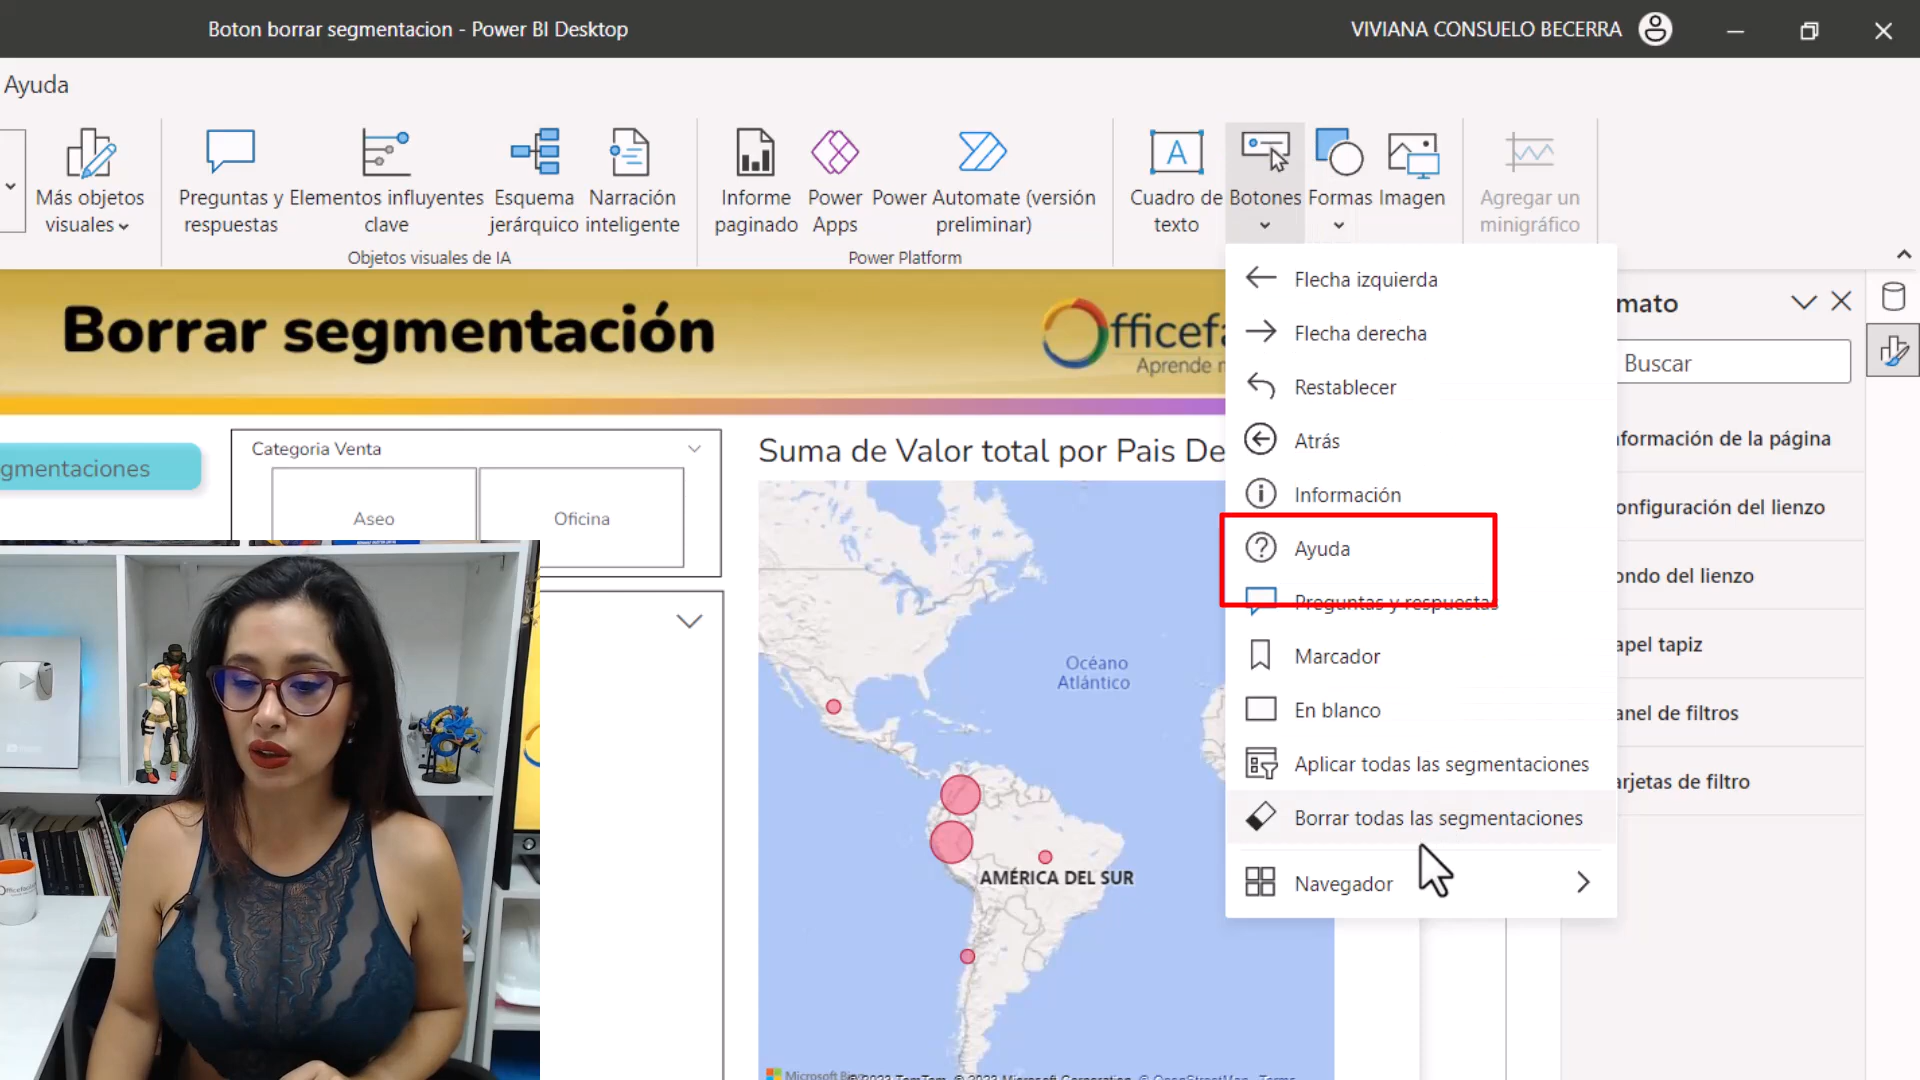 Boton borrar segmentacion - Power BI Desktop
VIVIANA CONSUELO BECERRA
Ayuda
Más objetos
visuales
Preguntas y
respuestas
Elementos influyentes
clave
Esquema
jerárquico
Narración
inteligente
Objetos visuales de IA
Informe
paginado
Power
Apps
Power Automate (versión
preliminar)
Power Platform
Cuadro de
texto
Botones
Formas
Imagen
Agregar un
minigráfico
Borrar segmentación
Officefa
Aprende
gmentaciones
Categoria Venta
Aseo
Oficina
Suma de Valor total por Pais De
Océano
Atlántico
AMÉRICA DEL SUR
Flecha izquierda
Flecha derecha
Restablecer
Atrás
Información
Ayuda
Preguntas y respuestas
Marcador
En blanco
Aplicar todas las segmentaciones
Borrar todas las segmentaciones
Navegador
mato
Buscar
formación de la página
onfiguración del lienzo
ondo del lienzo
apel tapiz
anel de filtros
arjetas de filtro